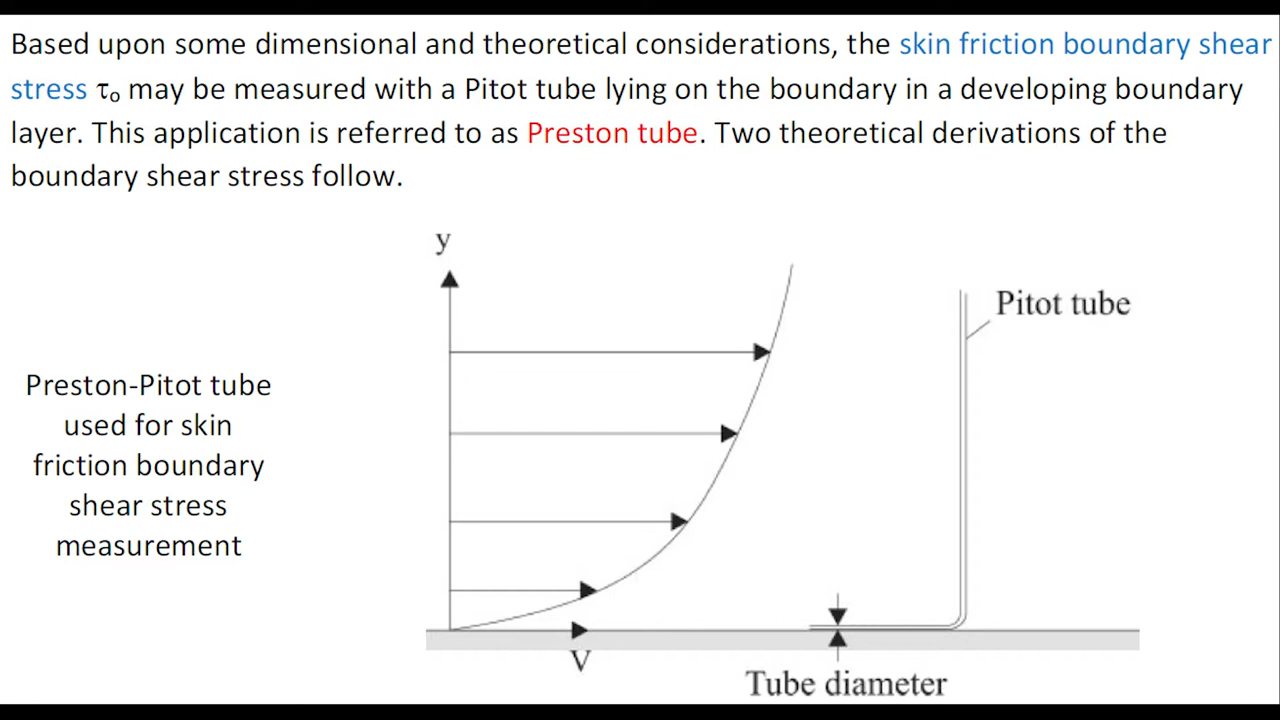 Based upon some dimensional and theoretical considerations, the skin friction boundary shear
stress τₒ may be measured with a Pitot tube lying on the boundary in a developing boundary
layer. This application is referred to as Preston tube. Two theoretical derivations of the
boundary shear stress follow.
y
Pitot tube
Preston-Pitot tube
used for skin
friction boundary
shear stress
measurement
V
Tube diameter